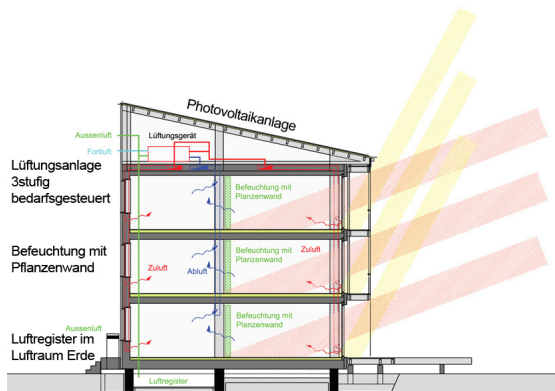 Photovoltaikanlage
Aussenluft
Fortluft
Lüftungsgerät
Lüftungsanlage
3stufig
bedarfsgesteuert
Befeuchtung mit
Planzenwand
Befeuchtung mit
Pflanzenwand
Befeuchtung mit
Planzenwand
Zuluft
Zuluft
Abluft
Befeuchtung mit
Planzenwand
Aussenluft
Luftregister im
Luftraum Erde
Luftregister